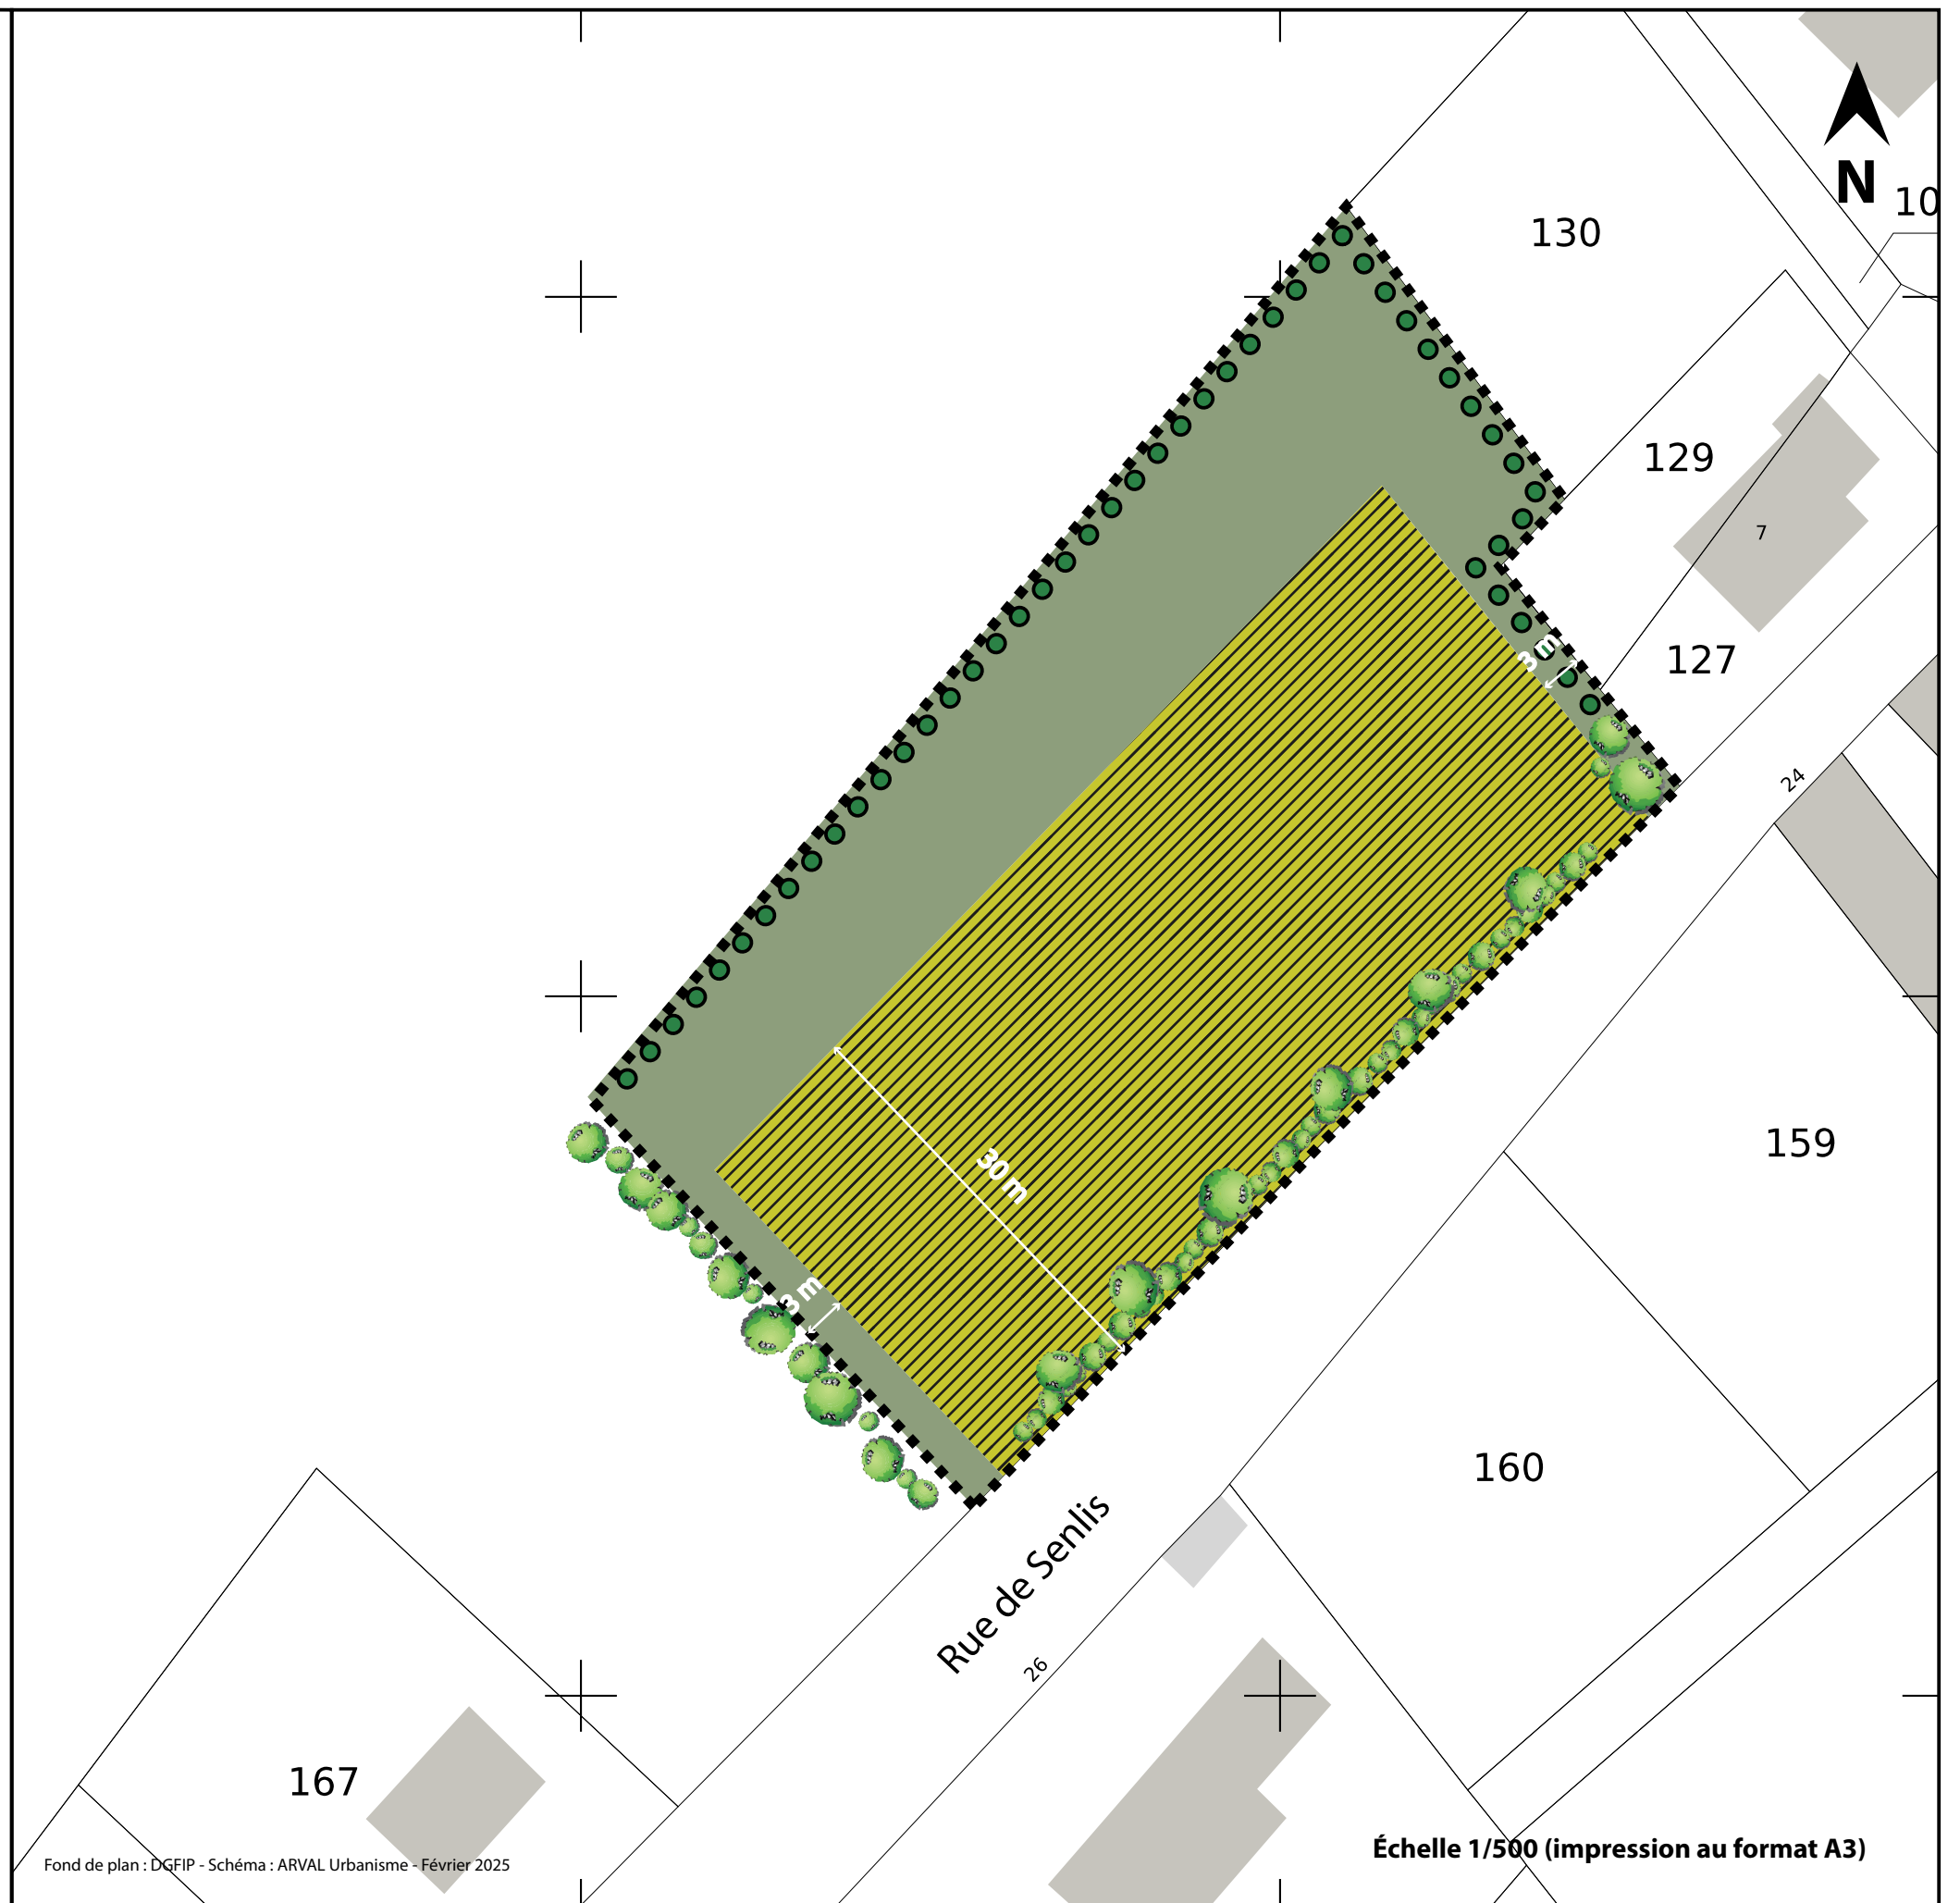 N
10
130
129
7
3 m
127
24
159
30 m
3 m
160
Rue de Senlis
26
167
Échelle 1/500 (impression au format A3)
Fond de plan : DGFIP - Schéma : ARVAL Urbanisme - Février 2025